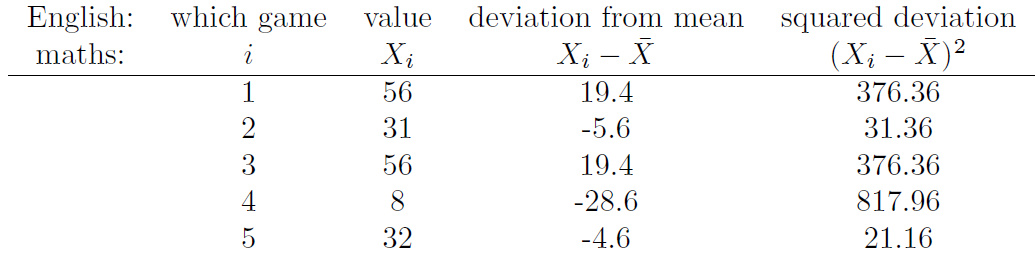 English: which game value deviation from mean squared deviation
maths: i X_i X_i − X̄ (X_i − X̄)²
1 56 19.4 376.36
2 31 -5.6 31.36
3 56 19.4 376.36
4 8 -28.6 817.96
5 32 -4.6 21.16